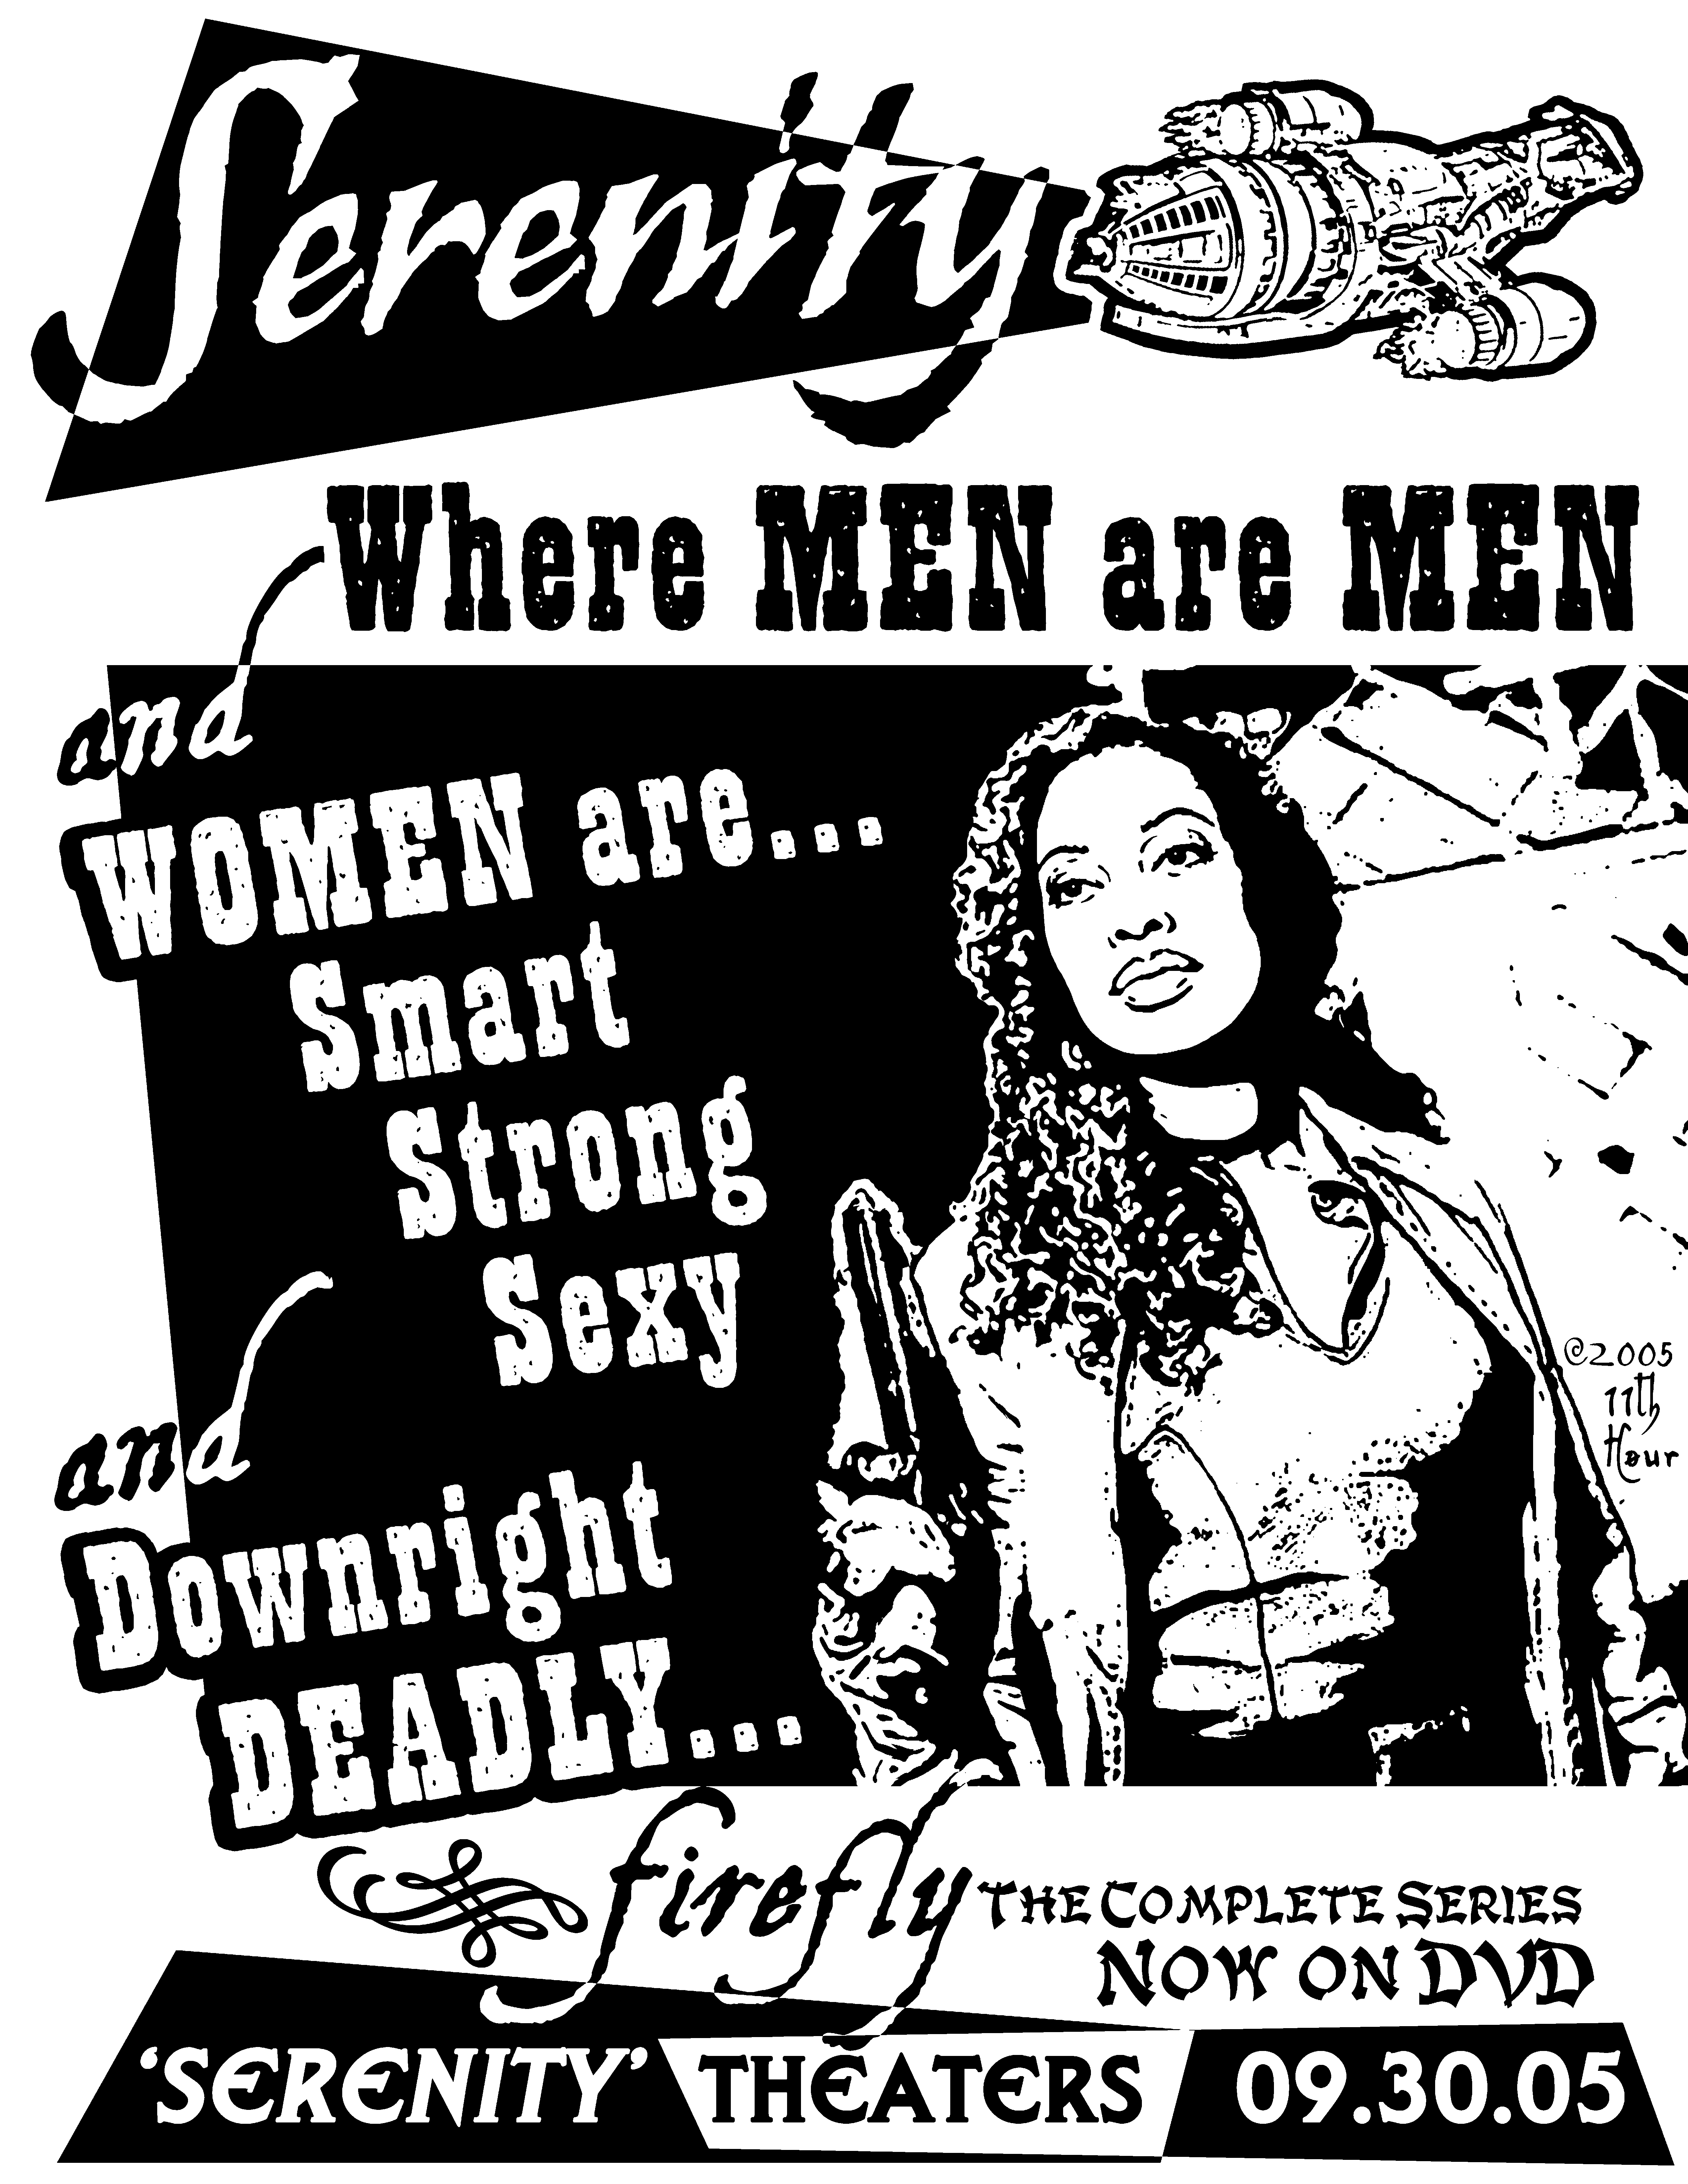 Serenity
Where MEN are MEN
and
WOMEN are...
Smart
Strong
Sexy
and
Downright
DEADLY...
©2005
11th
Hour
firefly THE COMPLETE SERIES
NOW ON DVD
'SERENITY' THEATERS 09.30.05